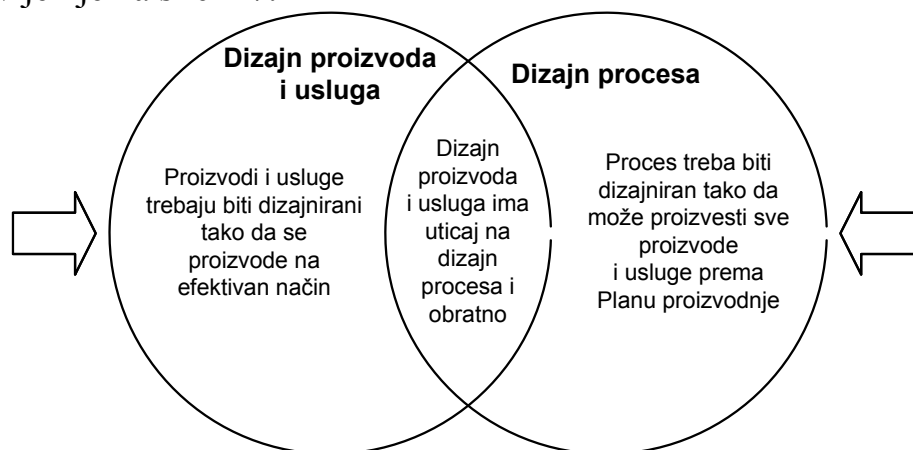 Dizajn proizvoda
i usluga
Dizajn procesa
Proizvodi i usluge
trebaju biti dizajnirani
tako da se
proizvode na
efektivan način
Dizajn
proizvoda
i usluga ima
uticaj na
dizajn
procesa i
obratno
Proces treba biti
dizajniran tako da
može proizvesti sve
proizvode
i usluge prema
Planu proizvodnje